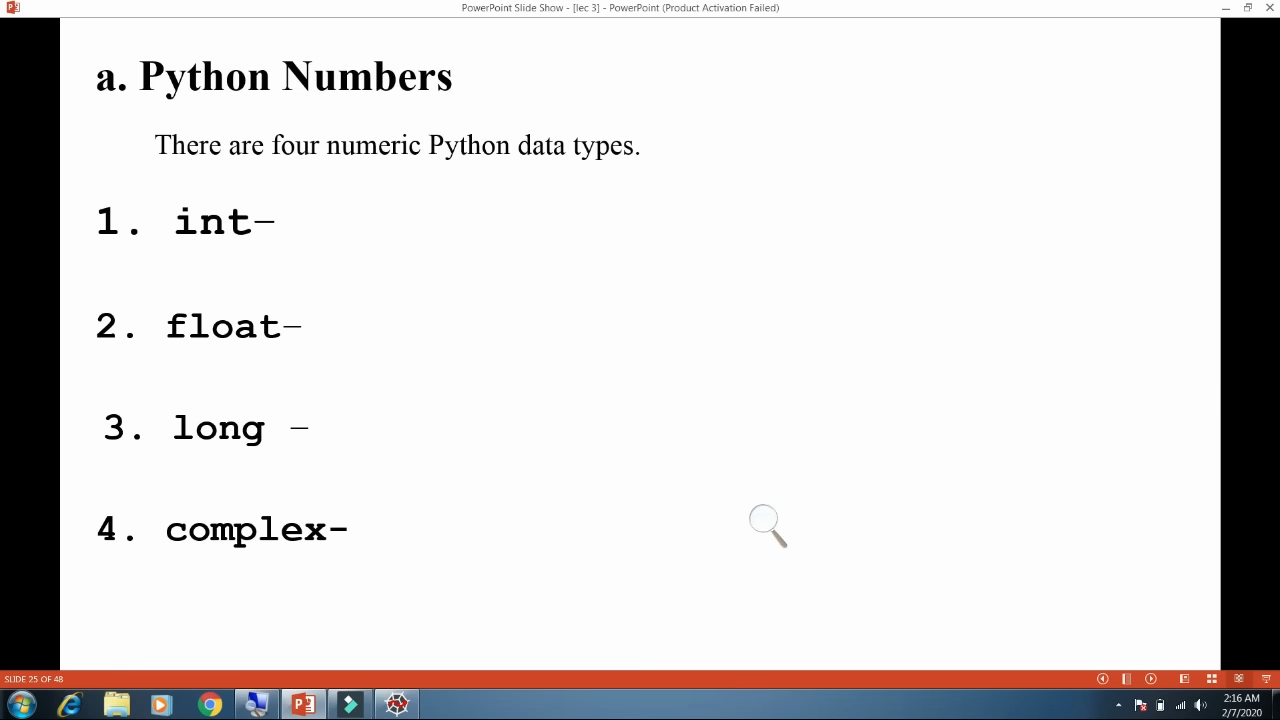 PowerPoint Slide Show - [lec 3] - PowerPoint (Product Activation Failed)
a. Python Numbers
There are four numeric Python data types.
1. int–
2. float–
3. long –
4. complex-
SLIDE 25 OF 48
2:16 AM
2/7/2020